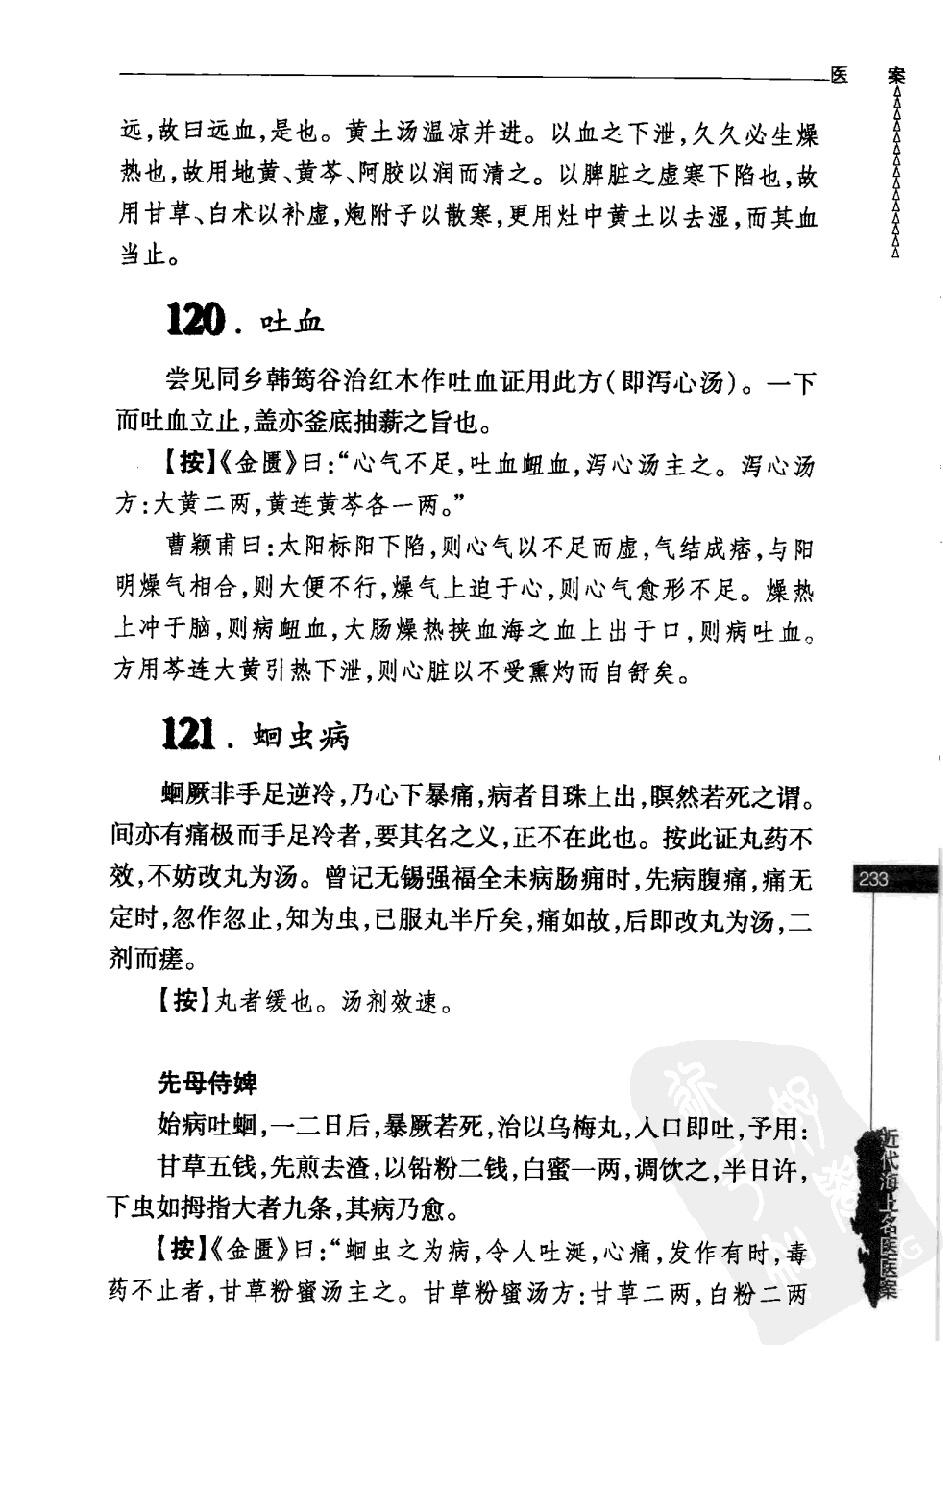 医 案
远,故曰远血,是也。黄土汤温凉并进。以血之下泄,久久必生燥
热也,故用地黄、黄芩、阿胶以润而清之。以脾脏之虚寒下陷也,故
用甘草、白术以补虚,炮附子以散寒,更用灶中黄土以去湿,而其血
当止。
120. 吐血
尝见同乡韩筠谷治红木作吐血证用此方(即泻心汤)。一下
而吐血立止,盖亦釜底抽薪之旨也。
【按】《金匮》曰:“心气不足,吐血衄血,泻心汤主之。泻心汤
方:大黄二两,黄连黄芩各一两。”
曹颖甫曰:太阳标阳下陷,则心气以不足而虚,气结成痞,与阳
明燥气相合,则大便不行,燥气上迫于心,则心气愈形不足。燥热
上冲于脑,则病衄血,大肠燥热挟血海之血上出于口,则病吐血。
方用芩连大黄引热下泄,则心脏以不受熏灼而自舒矣。
121. 蛔虫病
蛔厥非手足逆冷,乃心下暴痛,病者目珠上出,瞑然若死之谓。
间亦有痛极而手足冷者,要其名之义,正不在此也。按此证丸药不
效,不妨改丸为汤。曾记无锡强福全未病肠痈时,先病腹痛,痛无
定时,忽作忽止,知为虫,已服丸半斤矣,痛如故,后即改丸为汤,二
剂而瘥。
【按】丸者缓也。汤剂效速。
先母侍婢
始病吐蛔,一二日后,暴厥若死,治以乌梅丸,入口即吐,予用:
甘草五钱,先煎去渣,以铅粉二钱,白蜜一两,调饮之,半日许,
下虫如拇指大者九条,其病乃愈。
【按】《金匮》曰:“蛔虫之为病,令人吐涎,心痛,发作有时,毒
药不止者,甘草粉蜜汤主之。甘草粉蜜汤方:甘草二两,白粉二两
233
近代海上名医医案